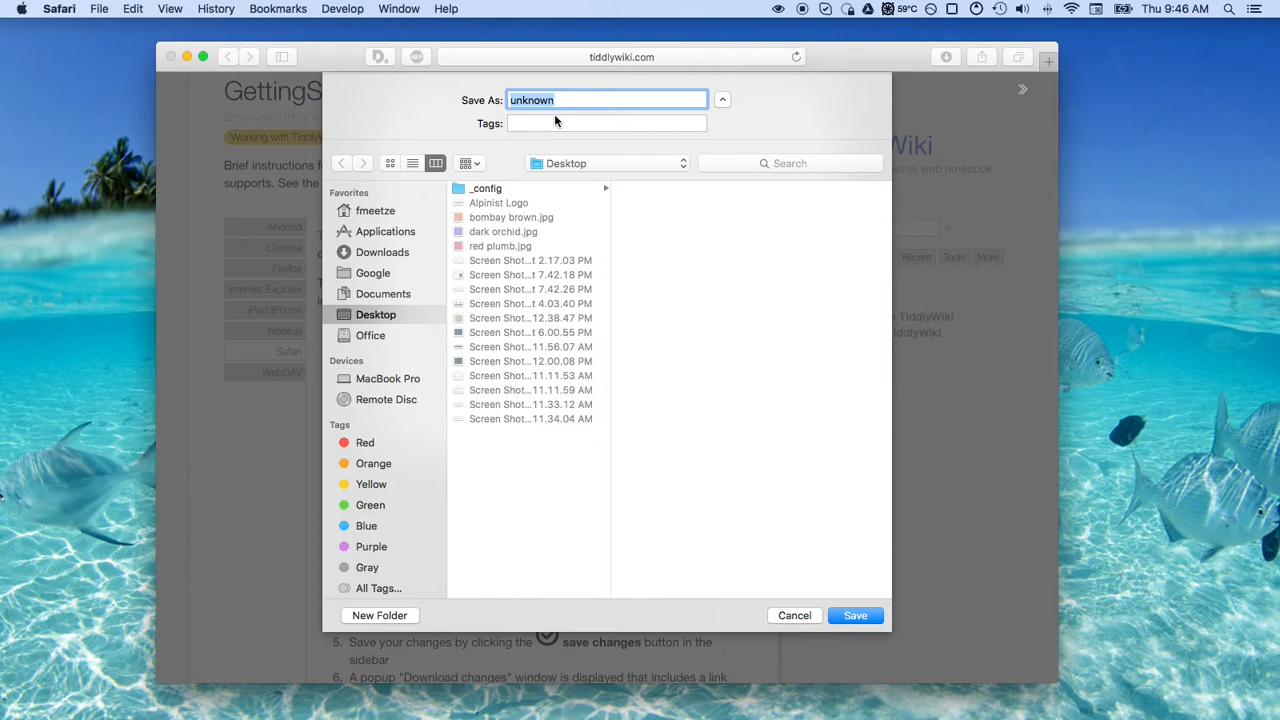 Safari File Edit View History Bookmarks Develop Window Help 59°C Thu 9:46 AM
tiddlywiki.com
GettingS
Save As: unknown
Tags:
Working with TiddlyW
Wiki
Brief instructions f
sonal web notebook
supports. See the
Desktop
Search
Favorites
fmeetze
Applications
Downloads
Google
Documents
Desktop
Office
Devices
MacBook Pro
Remote Disc
Tags
Red
Orange
Yellow
Green
Blue
Purple
Gray
All Tags...
_config
Alpinist Logo
bombay brown.jpg
dark orchid.jpg
red plumb.jpg
Screen Shot...t 2.17.03 PM
Screen Shot...t 7.42.18 PM
Screen Shot...t 7.42.26 PM
Screen Shot...t 4.03.40 PM
Screen Shot...12.38.47 PM
Screen Shot...t 6.00.55 PM
Screen Shot...11.56.07 AM
Screen Shot...12.00.08 PM
Screen Shot...11.11.53 AM
Screen Shot...11.11.59 AM
Screen Shot...11.33.12 AM
Screen Shot...11.34.04 AM
Android
Chrome
Firefox
Internet Explorer
iPad/iPhone
Node.js
Safari
WebDAV
Recent Tools More
TiddlyWiki
ddlyWiki
New Folder Cancel Save
5. Save your changes by clicking the save changes button in the
sidebar
6. A popup "Download changes" window is displayed that includes a link